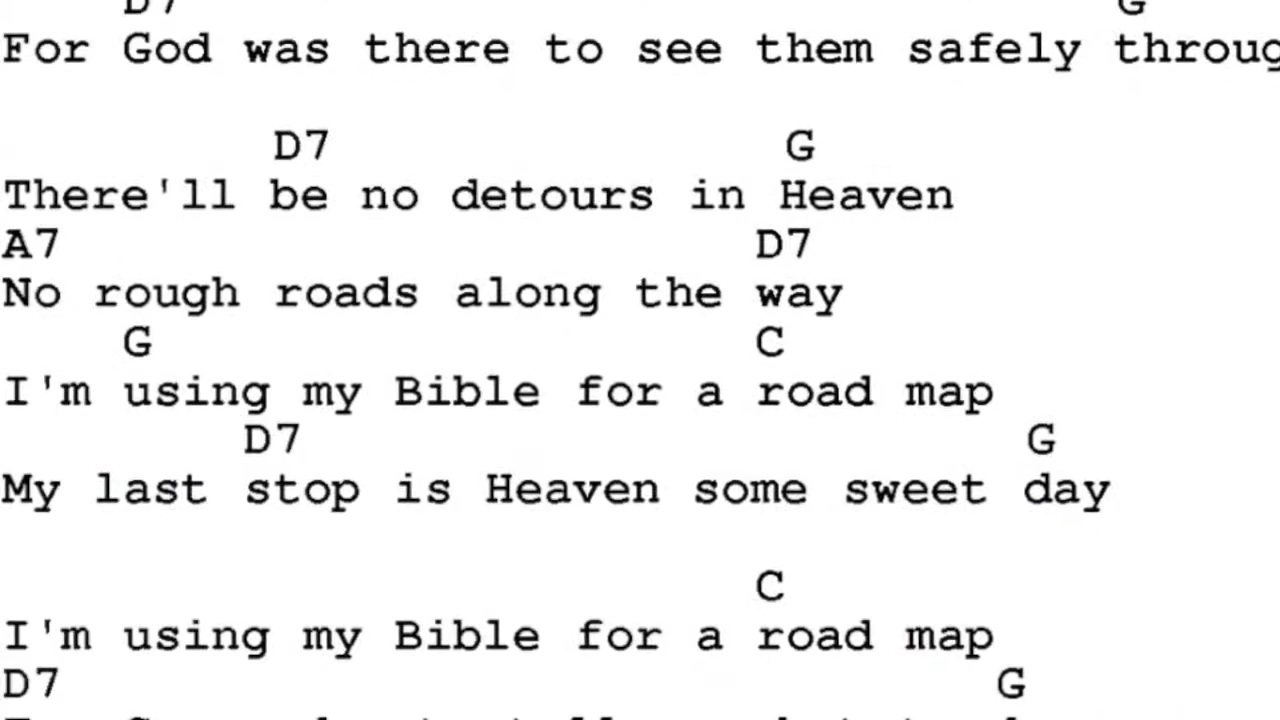 D7 G
For God was there to see them safely throug
D7 G
There'll be no detours in Heaven
A7 D7
No rough roads along the way
G C
I'm using my Bible for a road map
D7 G
My last stop is Heaven some sweet day
C
I'm using my Bible for a road map
D7 G